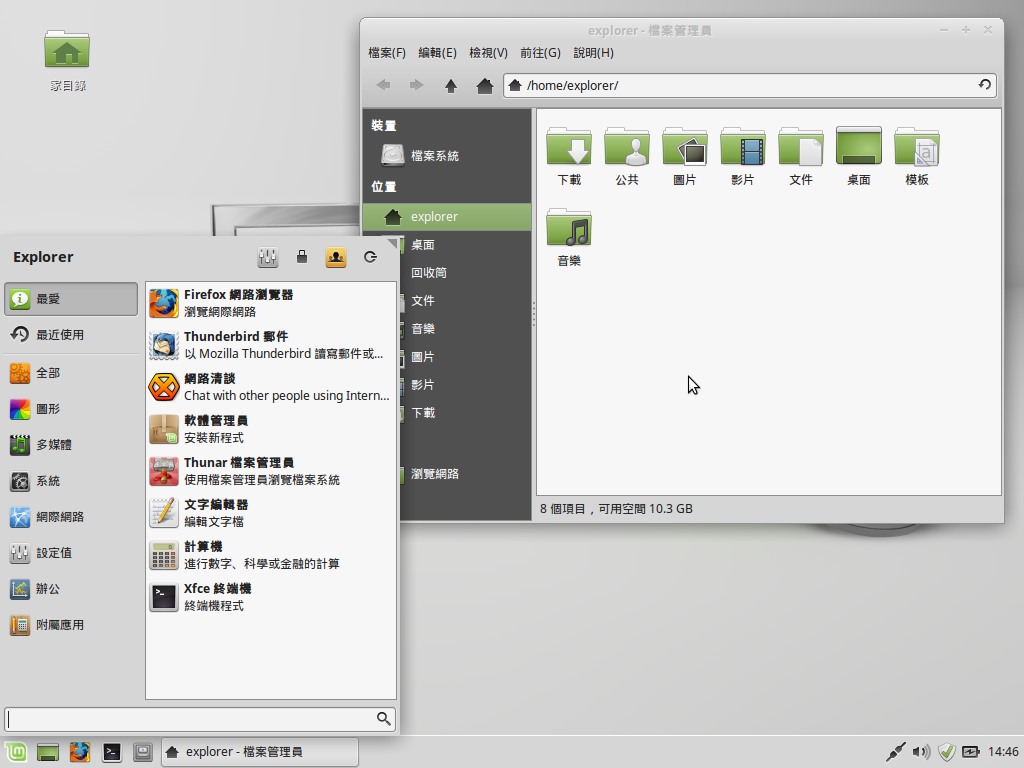 家目錄
explorer - 檔案管理員
檔案(F) 編輯(E) 檢視(V) 前往(G) 說明(H)
/home/explorer/
裝置
檔案系統
位置
explorer
桌面
回收筒
文件
音樂
圖片
影片
下載
瀏覽網路
下載 公共 圖片 影片 文件 桌面 模板
音樂
8 個項目，可用空間 10.3 GB
Explorer
最愛
最近使用
全部
圖形
多媒體
系統
網際網路
設定值
辦公
附屬應用
Firefox 網路瀏覽器
瀏覽網際網路
Thunderbird 郵件
以 Mozilla Thunderbird 讀寫郵件或...
網路清談
Chat with other people using Intern...
軟體管理員
安裝新程式
Thunar 檔案管理員
使用檔案管理員瀏覽檔案系統
文字編輯器
編輯文字檔
計算機
進行數字、科學或金融的計算
Xfce 終端機
終端機程式
explorer - 檔案管理員
14:46